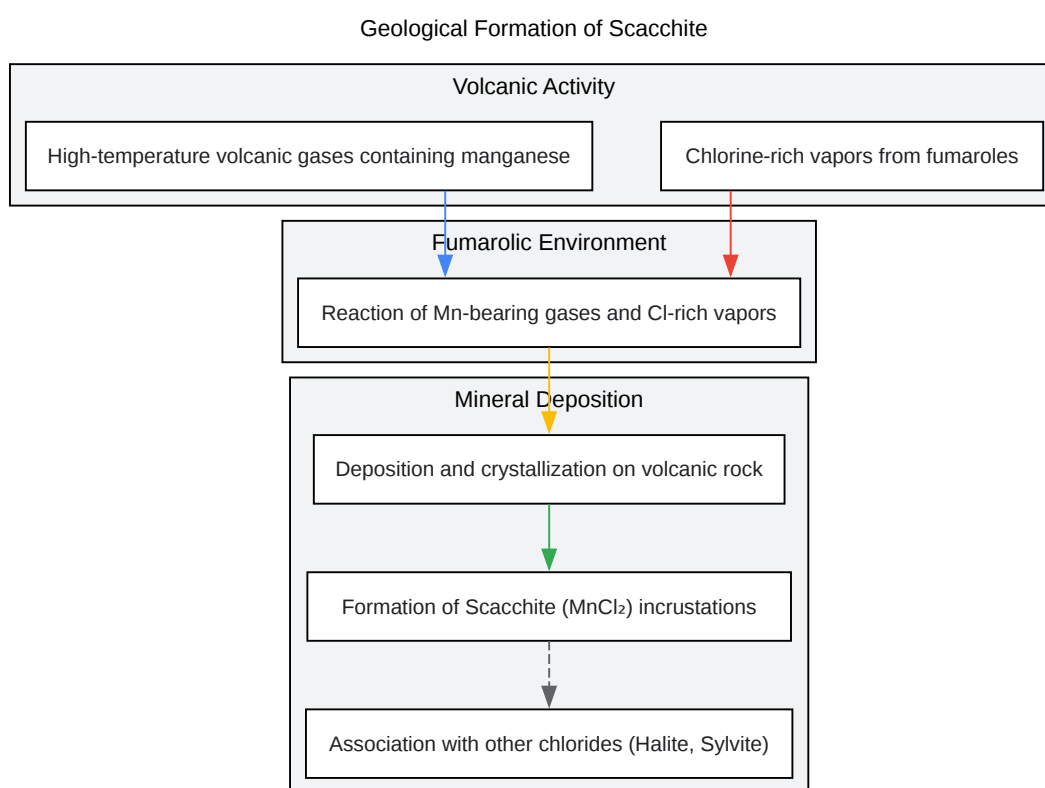 Geological Formation of Scacchite
Volcanic Activity
High-temperature volcanic gases containing manganese
Chlorine-rich vapors from fumaroles
Fumarolic Environment
Reaction of Mn-bearing gases and Cl-rich vapors
Mineral Deposition
Deposition and crystallization on volcanic rock
Formation of Scacchite (MnCl₂) incrustations
Association with other chlorides (Halite, Sylvite)